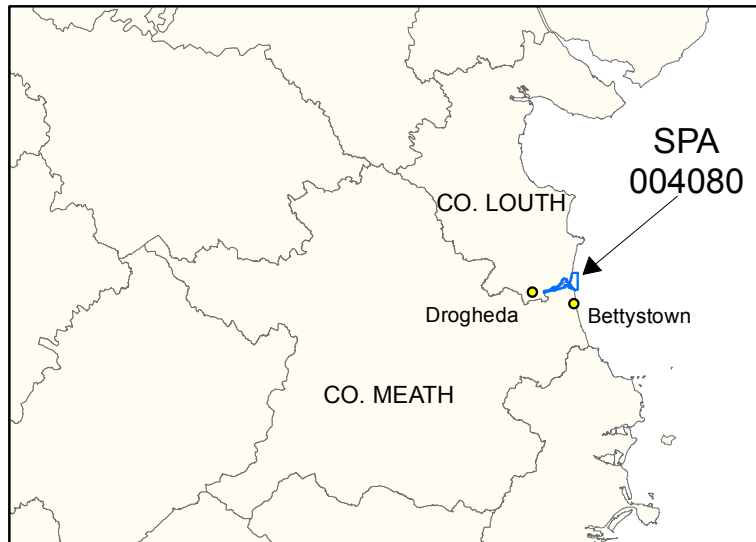 SPA
004080
CO. LOUTH
Drogheda
Bettystown
CO. MEATH